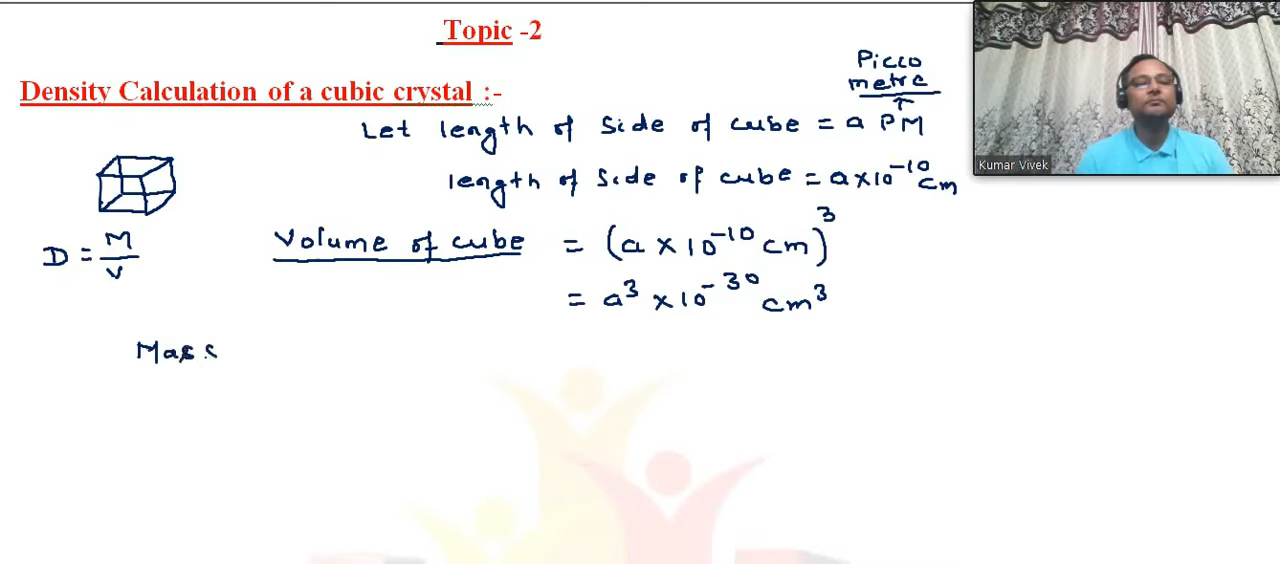 Topic -2
Density Calculation of a cubic crystal :-
Picco
metre
↑
Let length of side of cube = a PM
length of side of cube = a×10⁻¹⁰ cm
D = M/V
Volume of cube = (a × 10⁻¹⁰ cm)³
= a³ × 10⁻³⁰ cm³
Mass
Kumar Vivek